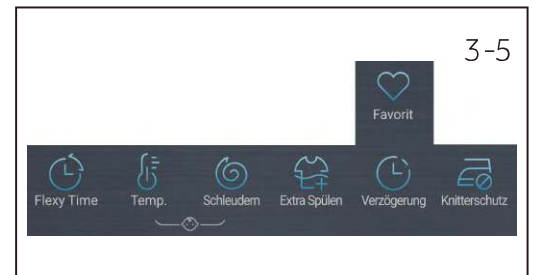 3-5
Favorit
Flexy Time Temp. Schleudern Extra Spülen Verzögerung Knitterschutz